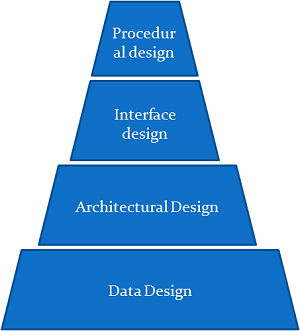 Procedur
al design
Interface
design
Architectural Design
Data Design